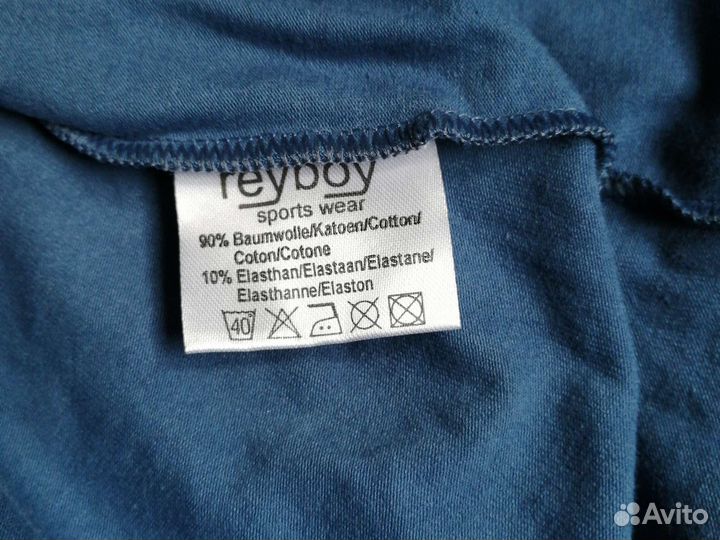 reyboy
sports wear
90% Baumwolle/Katoen/Cotton/
Coton/Cotone
10% Elasthan/Elastaan/Elastane/
Elasthanne/Elaston
40°
Avito